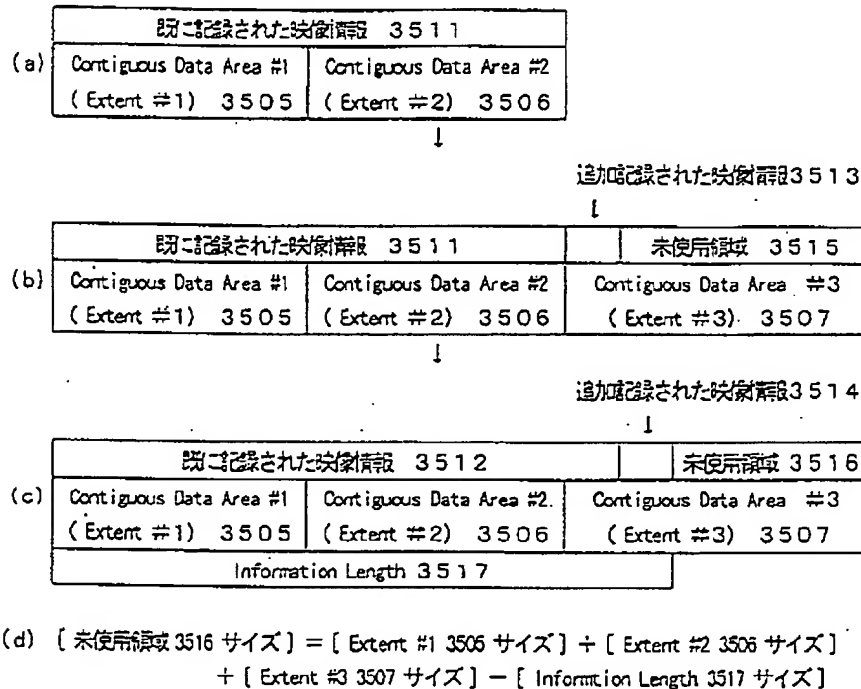 既に記録された映像情報 3511
(a) Contiguous Data Area #1 Contiguous Data Area #2
(Extent #1) 3505 (Extent #2) 3506
↓
追加記録された映像情報3513
↓
既に記録された映像情報 3511 未使用領域 3515
(b) Contiguous Data Area #1 Contiguous Data Area #2 Contiguous Data Area #3
(Extent #1) 3505 (Extent #2) 3506 (Extent #3) 3507
↓
追加記録された映像情報3514
↓
既に記録された映像情報 3512 未使用領域 3516
(c) Contiguous Data Area #1 Contiguous Data Area #2. Contiguous Data Area #3
(Extent #1) 3505 (Extent #2) 3506 (Extent #3) 3507
Information Length 3517
(d) [未使用領域 3516 サイズ] = [Extent #1 3505 サイズ] + [Extent #2 3506 サイズ]
+ [Extent #3 3507 サイズ] − [Informtion Length 3517 サイズ]